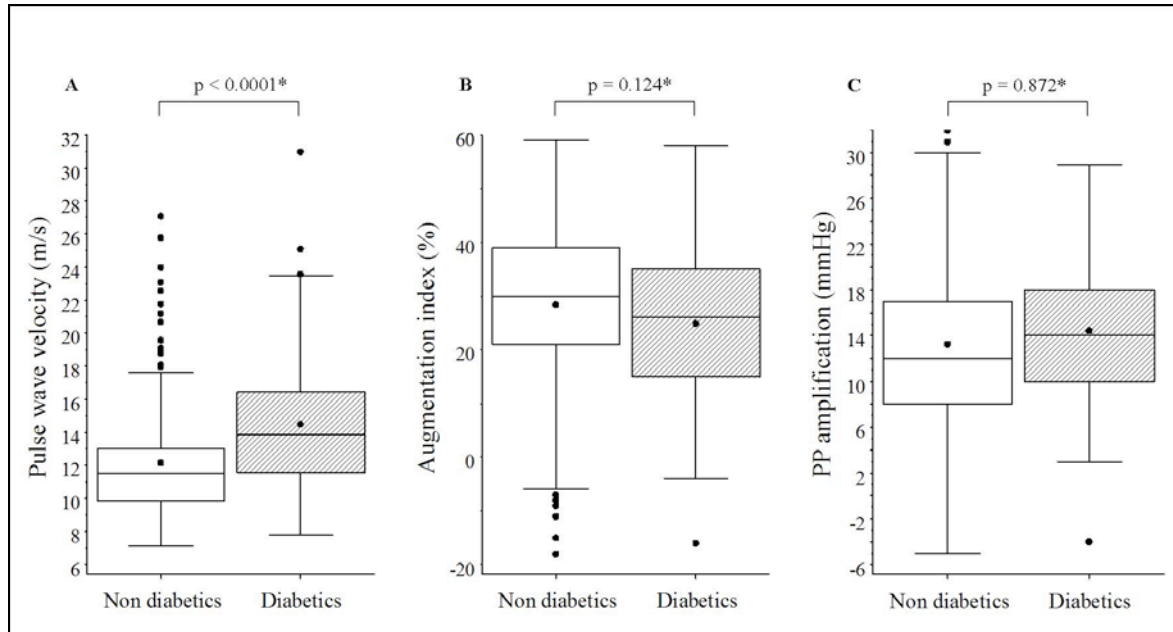 A
p < 0.0001*
Pulse wave velocity (m/s)
32
30
28
26
24
22
20
18
16
14
12
10
8
6
Non diabetics
Diabetics
B
p = 0.124*
Augmentation index (%)
60
40
20
0
-20
Non diabetics
Diabetics
C
p = 0.872*
PP amplification (mmHg)
30
22
18
14
10
6
2
-2
-6
Non diabetics
Diabetics